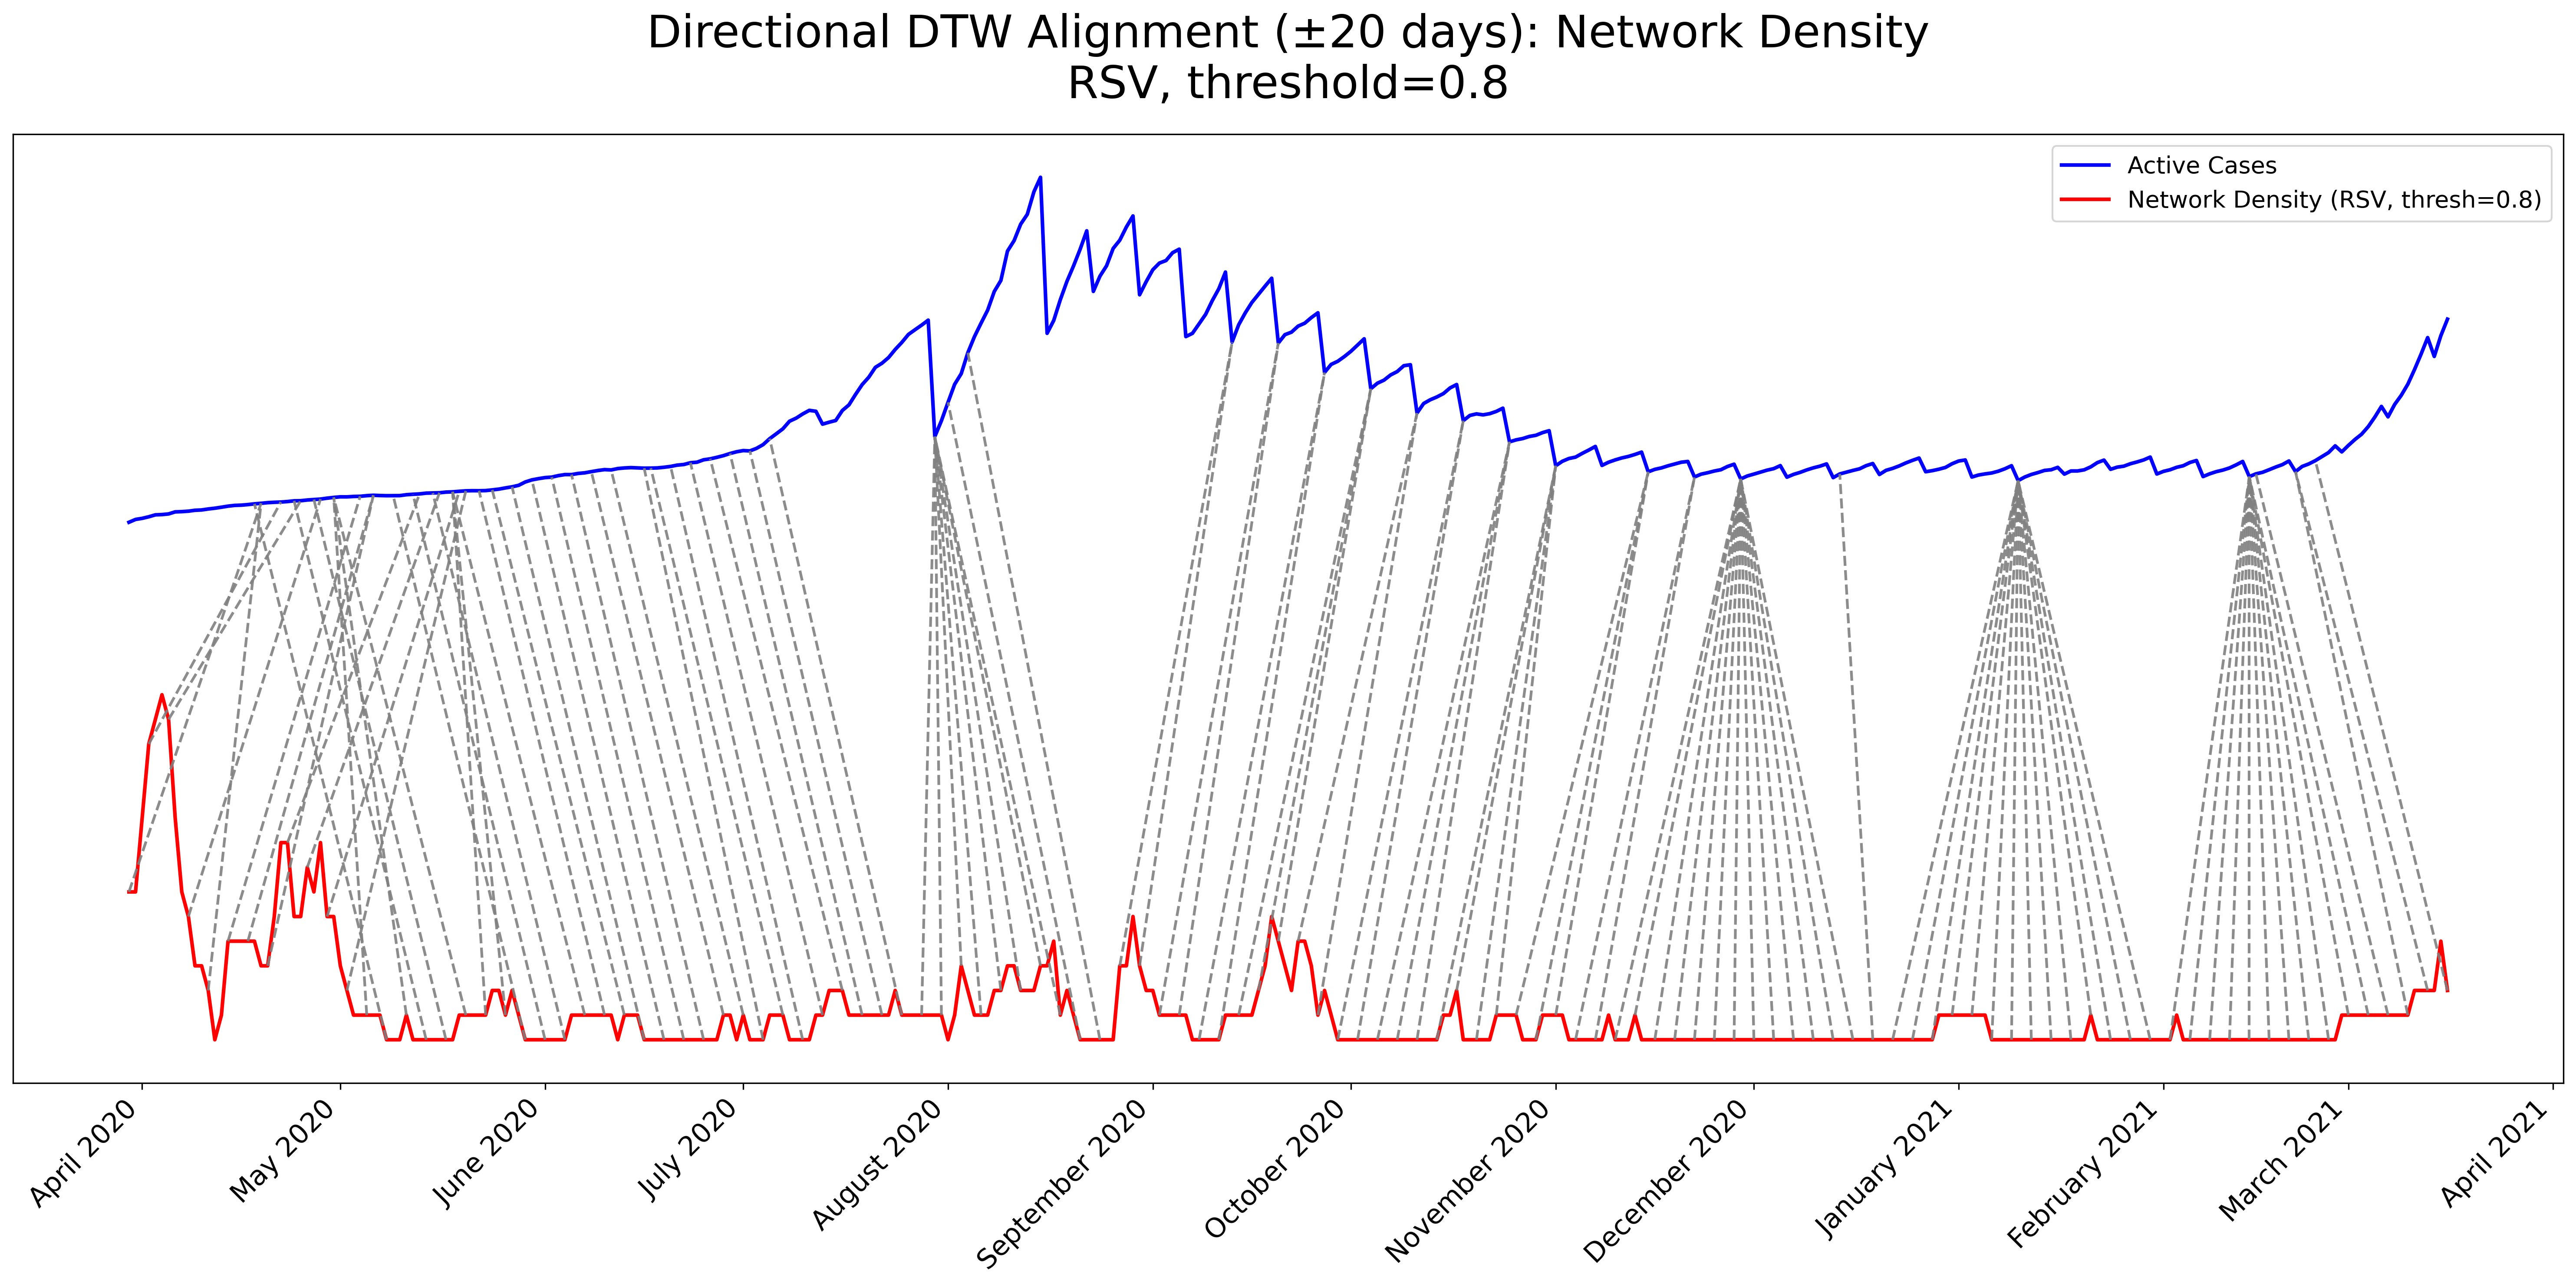 Directional DTW Alignment (±20 days): Network Density
RSV, threshold=0.8
Active Cases
Network Density (RSV, thresh=0.8)
April 2020
May 2020
June 2020
July 2020
August 2020
September 2020
October 2020
November 2020
December 2020
January 2021
February 2021
March 2021
April 2021